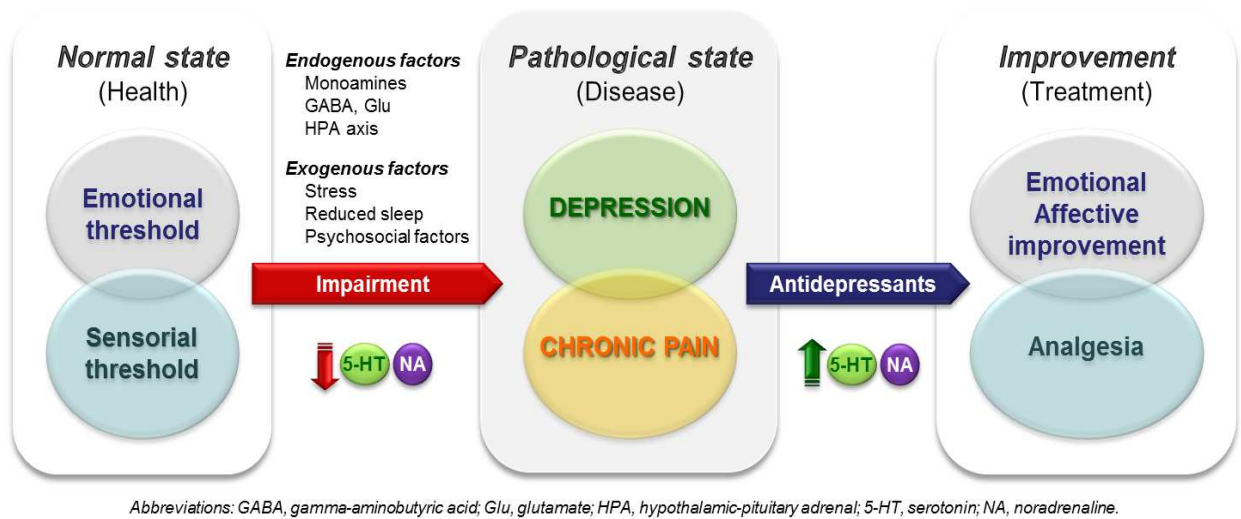 Normal state
(Health)
Emotional
threshold
Sensorial
threshold
Endogenous factors
Monoamines
GABA, Glu
HPA axis
Exogenous factors
Stress
Reduced sleep
Psychosocial factors
Impairment
5-HT
NA
Pathological state
(Disease)
DEPRESSION
CHRONIC PAIN
Antidepressants
5-HT
NA
Improvement
(Treatment)
Emotional
Affective
improvement
Analgesia
Abbreviations: GABA, gamma-aminobutyric acid; Glu, glutamate; HPA, hypothalamic-pituitary adrenal; 5-HT, serotonin; NA, noradrenaline.